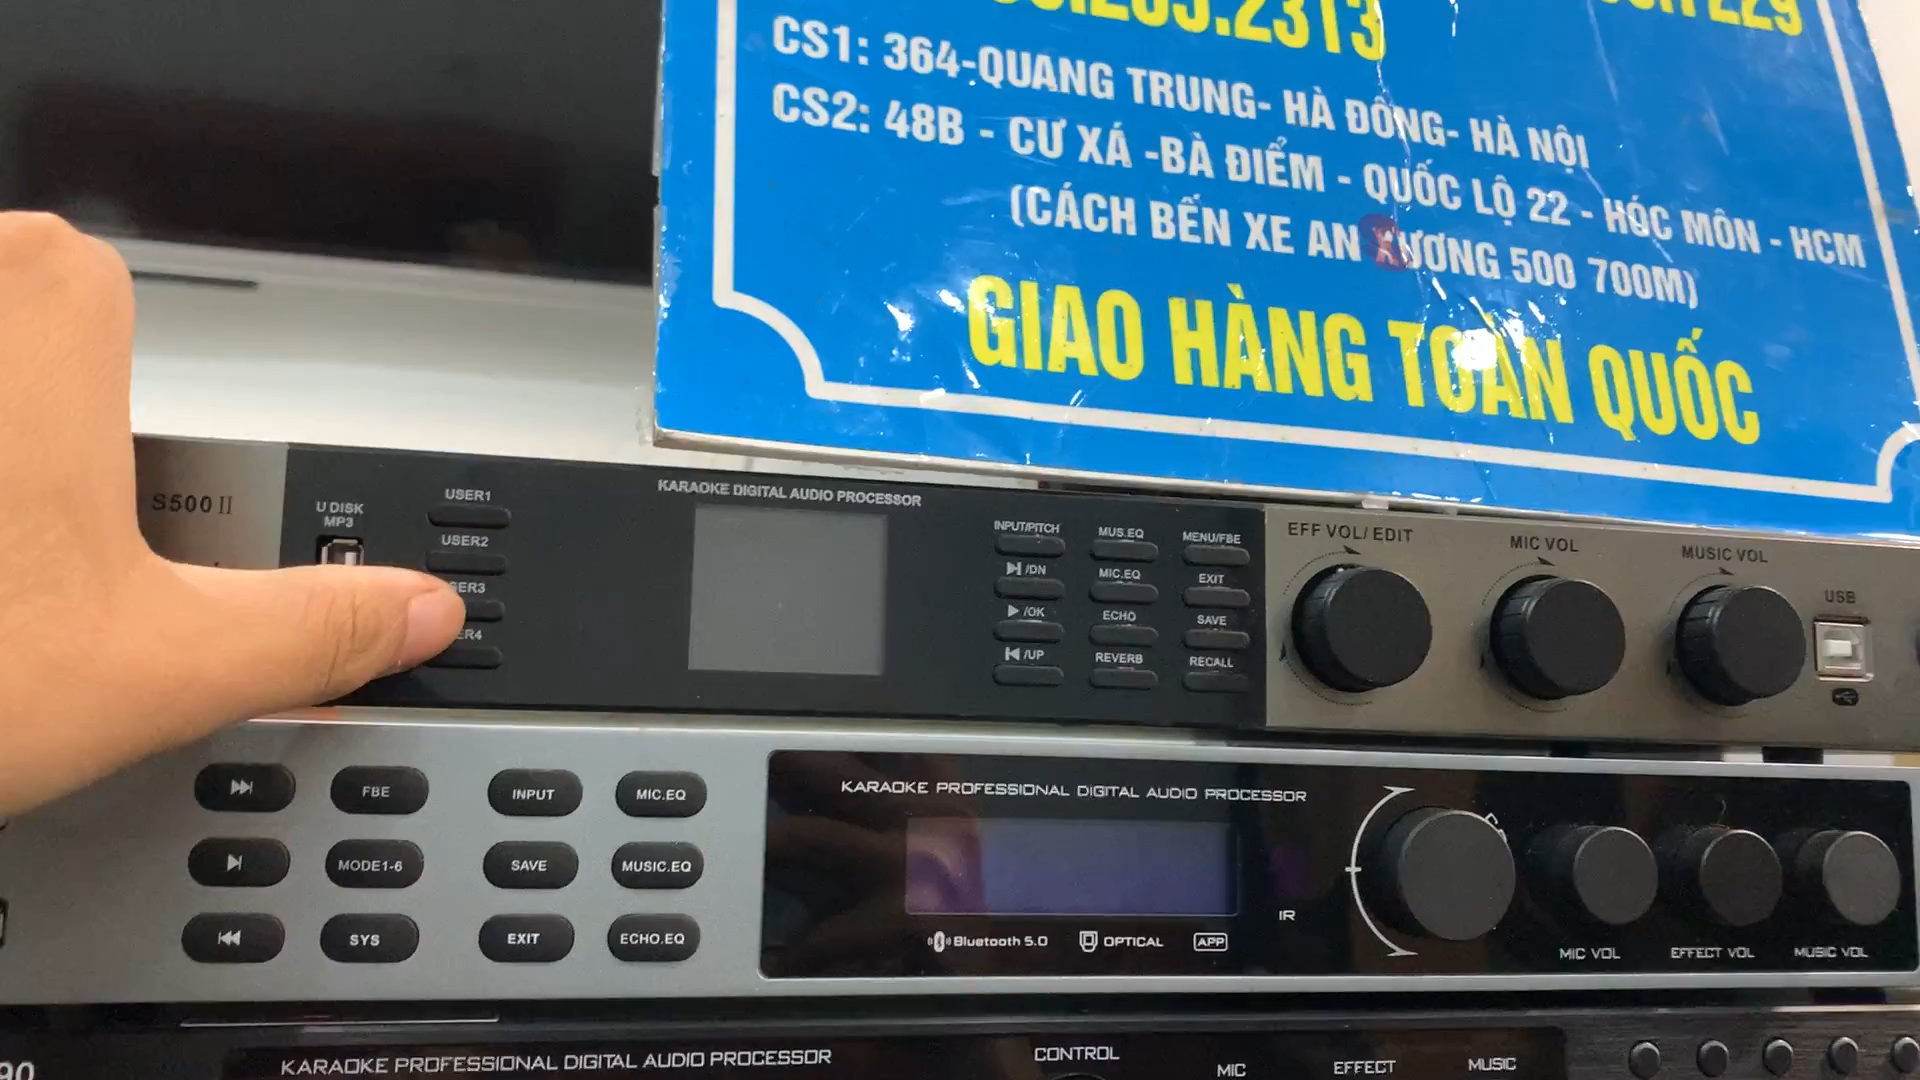 CS1: 364-QUANG TRUNG- HÀ ĐÔNG- HÀ NỘI
CS2: 48B - CƯ XÁ -BÀ ĐIỂM - QUỐC LỘ 22 - HÓC MÔN - HCM
(CÁCH BẾN XE AN SƯƠNG 500 700M)
GIAO HÀNG TOÀN QUỐC
S500 II
U DISK
MP3
USER1
USER2
SER3
ER4
KARAOKE DIGITAL AUDIO PROCESSOR
INPUT/PITCH
/DN
/OK
/UP
MUS.EQ
MIC.EQ
ECHO
REVERB
MENU/FBE
EXIT
SAVE
RECALL
EFF VOL/ EDIT
MIC VOL
MUSIC VOL
USB
FBE
INPUT
MIC.EQ
MODE1-6
SAVE
MUSIC.EQ
SYS
EXIT
ECHO.EQ
KARAOKE PROFESSIONAL DIGITAL AUDIO PROCESSOR
Bluetooth 5.0
OPTICAL
APP
IR
MIC VOL
EFFECT VOL
MUSIC VOL
90
KARAOKE PROFESSIONAL DIGITAL AUDIO PROCESSOR
CONTROL
MIC
EFFECT
MUSIC